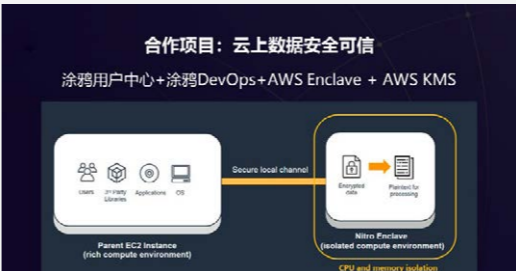 合作项目：云上数据安全可信
涂鸦用户中心+涂鸦DevOps+AWS Enclave + AWS KMS
Secure local channel
Users
3rd Party
Libraries
Applications
OS
Encrypted
data
Plaintext for
processing
Parent EC2 Instance
(rich compute environment)
Nitro Enclave
(isolated compute environment)
CPU and memory isolation